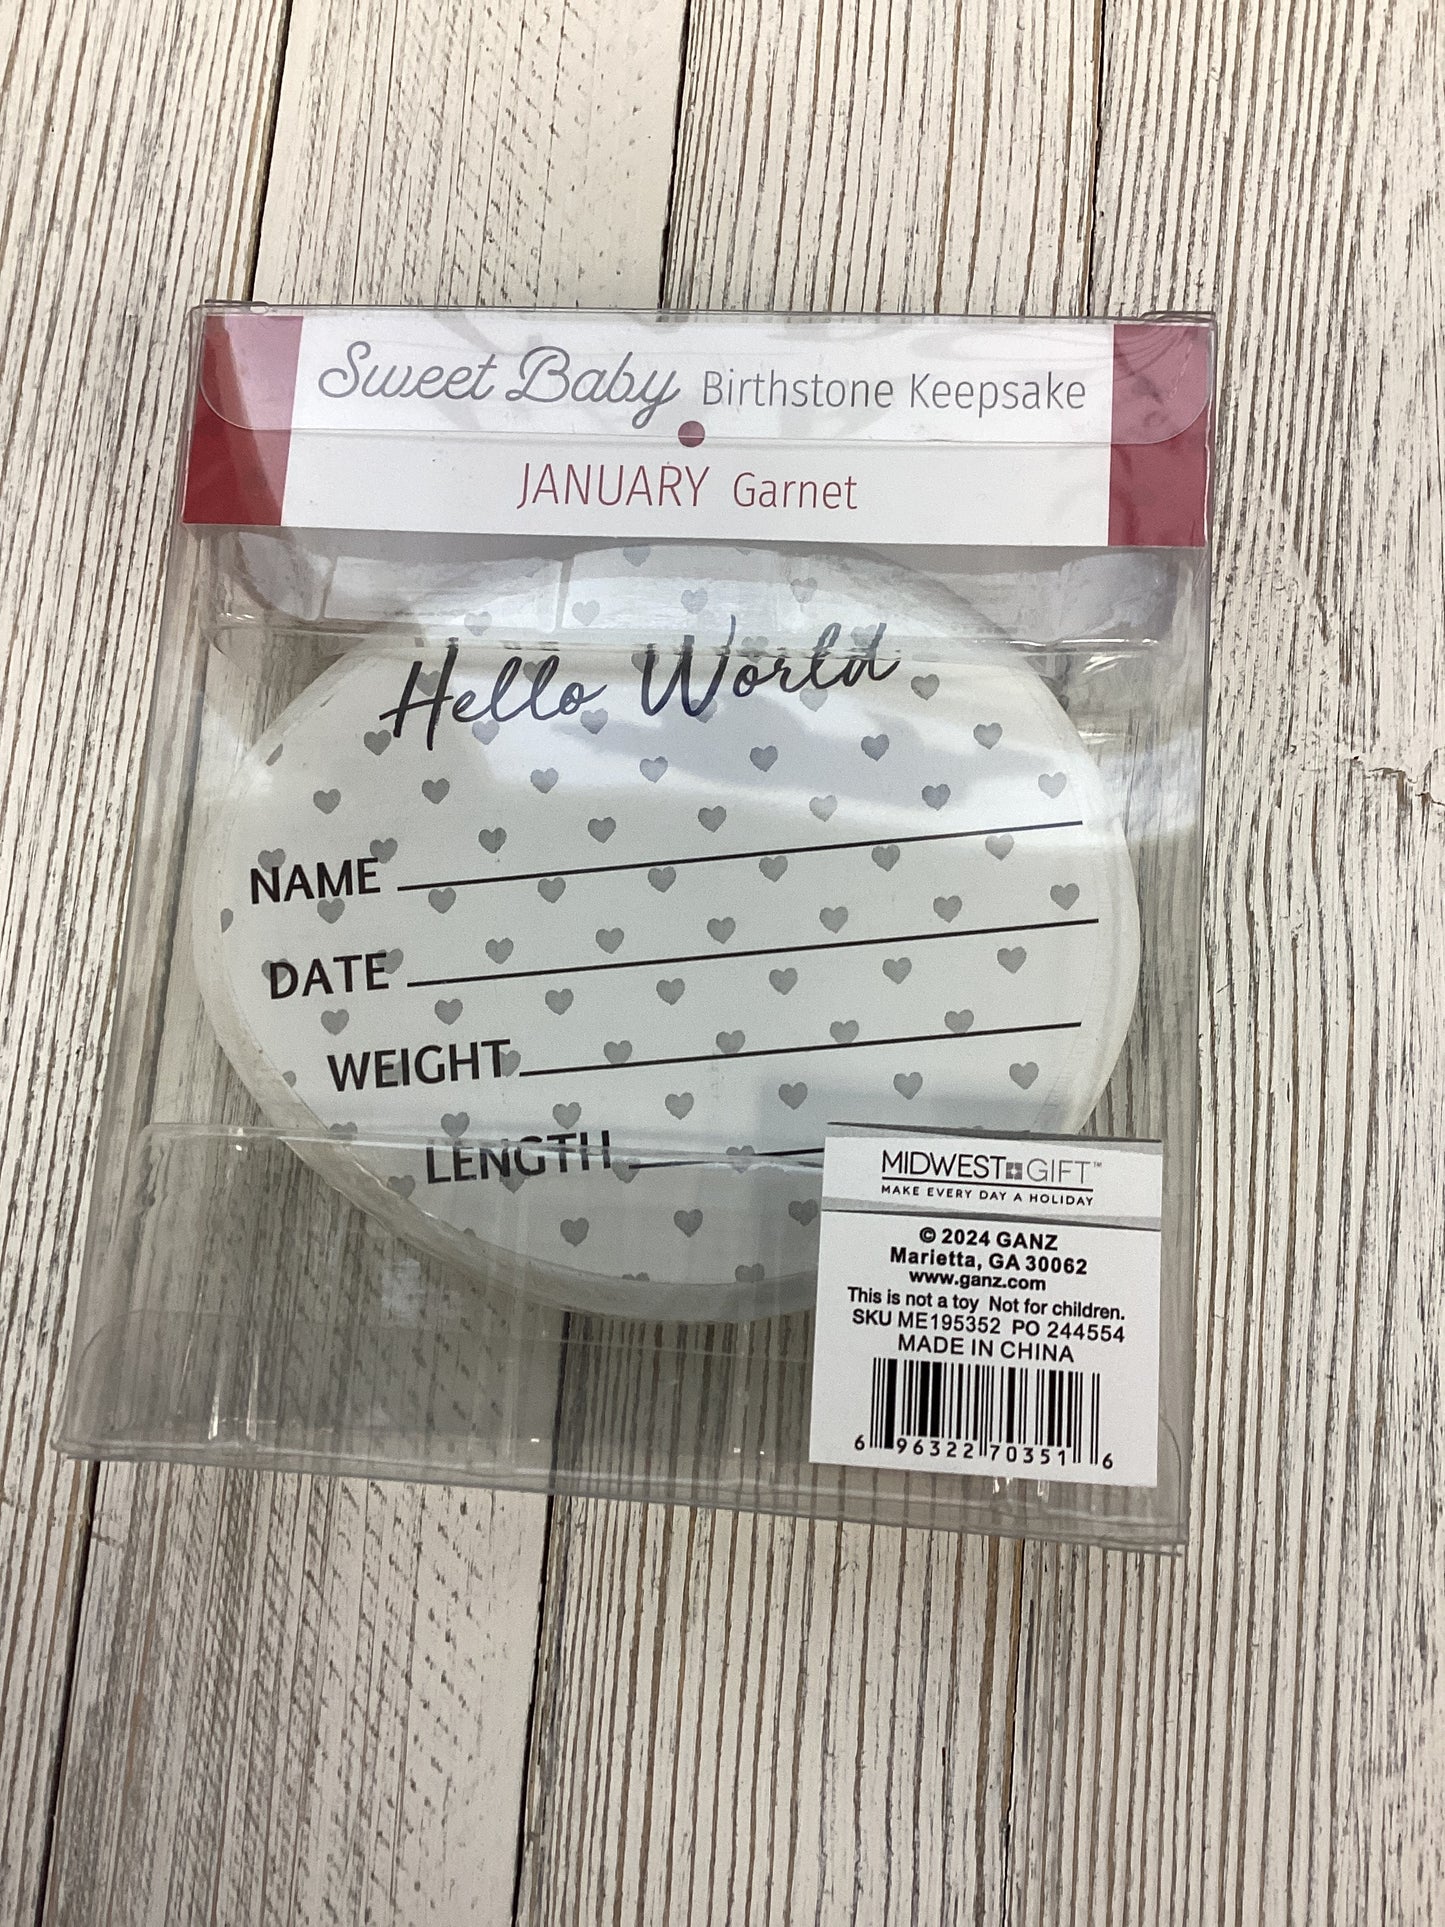 Sweet Baby Birthstone Keepsake
JANUARY Garnet
Hello World
NAME
DATE
WEIGHT
LENGTH
MIDWEST GIFT™
MAKE EVERY DAY A HOLIDAY
© 2024 GANZ
Marietta, GA 30062
www.ganz.com
This is not a toy Not for children.
SKU ME195352 PO 244554
MADE IN CHINA
6 96322 70351 6